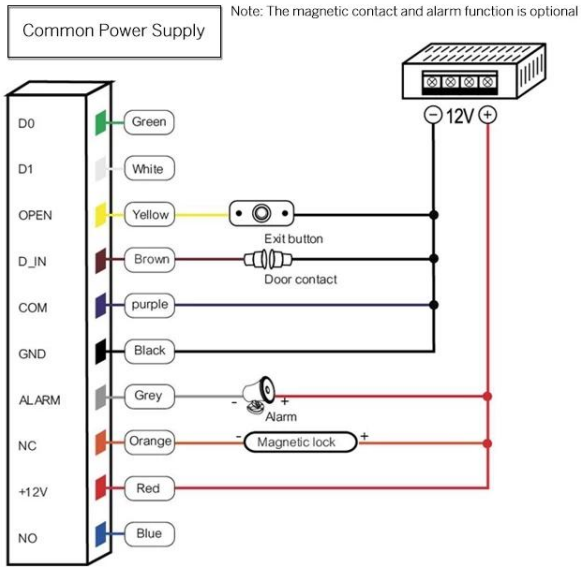 Note: The magnetic contact and alarm function is optional
Common Power Supply
− 12V +
D0 Green
D1 White
OPEN Yellow
Exit button
D_IN Brown
Door contact
COM purple
GND Black
ALARM Grey - +
Alarm
NC Orange - Magnetic lock +
+12V Red
NO Blue